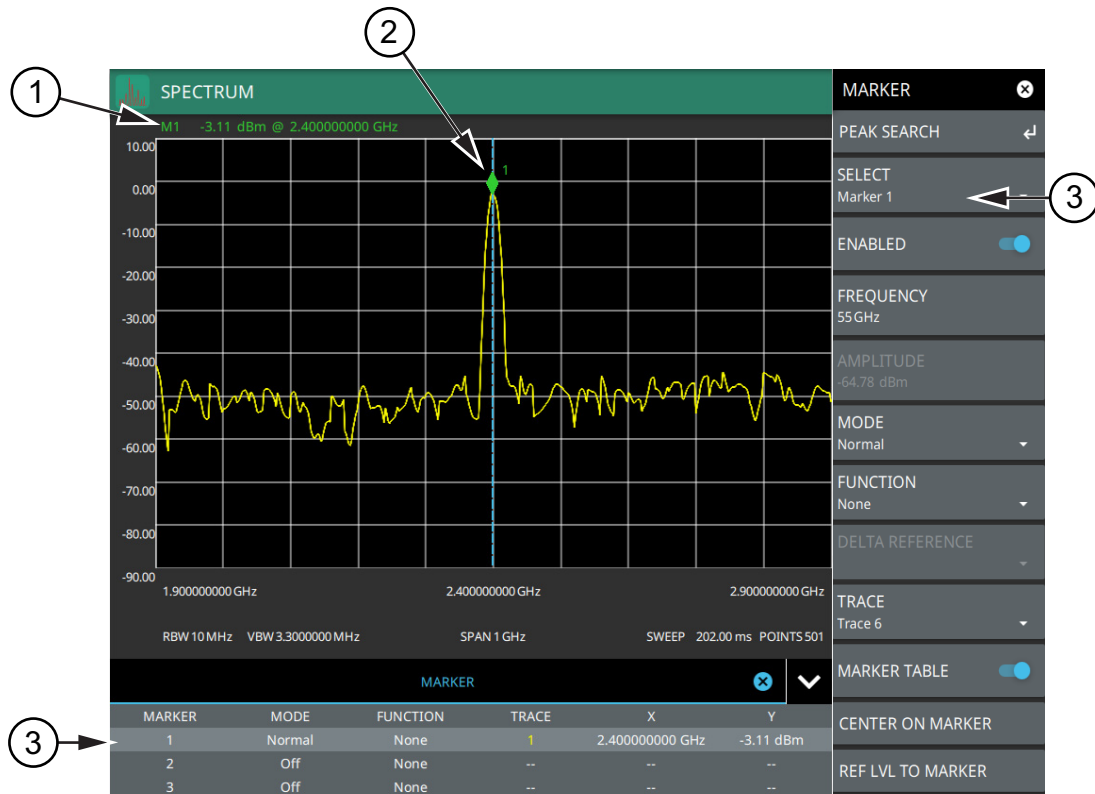 2
1
SPECTRUM
M1 -3.11 dBm @ 2.400000000 GHz
1
10.00
0.00
-10.00
-20.00
-30.00
-40.00
-50.00
-60.00
-70.00
-80.00
-90.00
1.900000000 GHz 2.400000000 GHz 2.900000000 GHz
RBW 10 MHz VBW 3.3000000 MHz SPAN 1 GHz SWEEP 202.00 ms POINTS 501
MARKER
MARKER MODE FUNCTION TRACE X Y
1 Normal None 1 2.400000000 GHz -3.11 dBm
2 Off None -- -- --
3 Off None -- -- --
3
MARKER
PEAK SEARCH
SELECT
Marker 1
3
ENABLED
FREQUENCY
55 GHz
AMPLITUDE
-64.78 dBm
MODE
Normal
FUNCTION
None
DELTA REFERENCE
TRACE
Trace 6
MARKER TABLE
CENTER ON MARKER
REF LVL TO MARKER